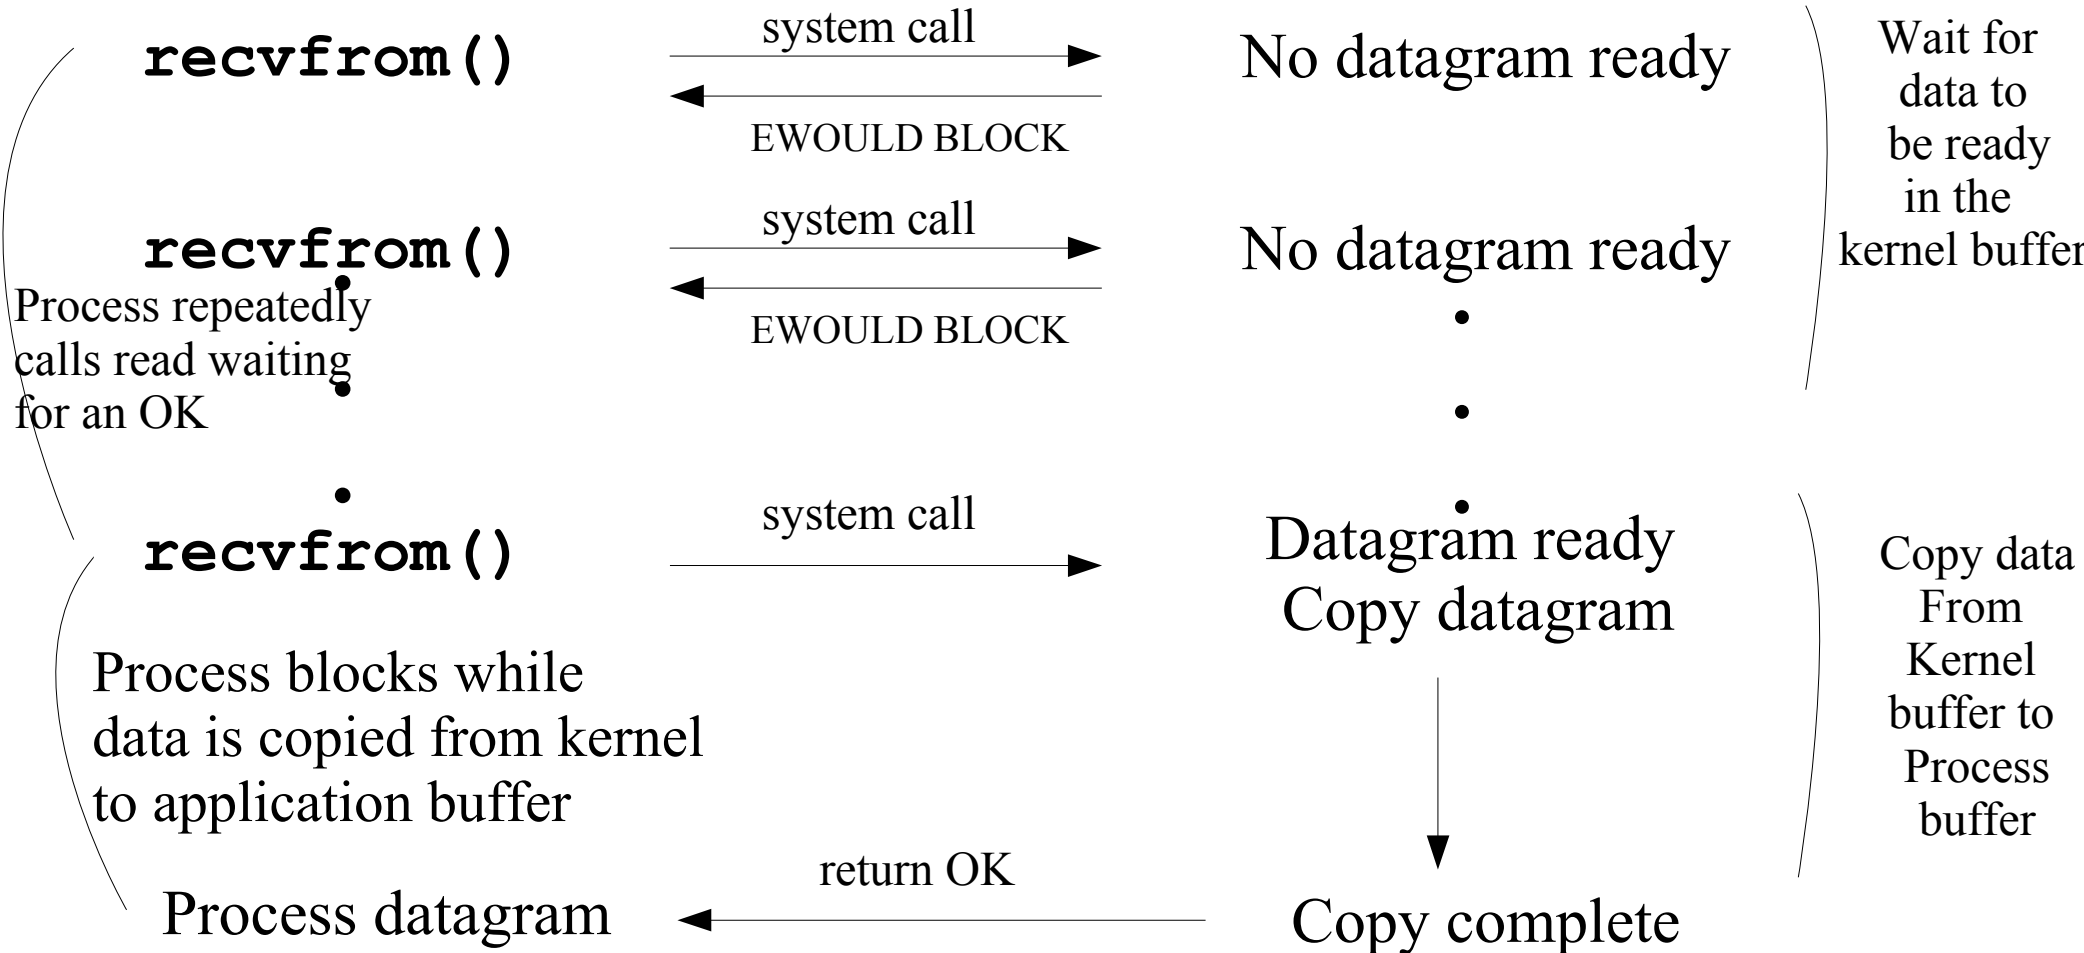 recvfrom()
system call
No datagram ready
EWOULD BLOCK
Wait for
data to
be ready
in the
kernel buffer
recvfrom()
system call
No datagram ready
EWOULD BLOCK
Process repeatedly
calls read waiting
for an OK
recvfrom()
system call
Datagram ready
Copy datagram
Copy data
From
Kernel
buffer to
Process
buffer
Process blocks while
data is copied from kernel
to application buffer
return OK
Process datagram
Copy complete